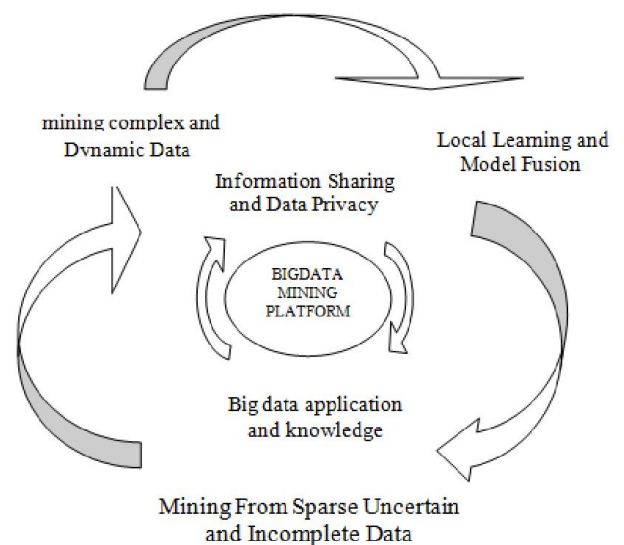 mining complex and
Dynamic Data
Local Learning and
Model Fusion
Information Sharing
and Data Privacy
BIGDATA
MINING
PLATFORM
Big data application
and knowledge
Mining From Sparse Uncertain
and Incomplete Data